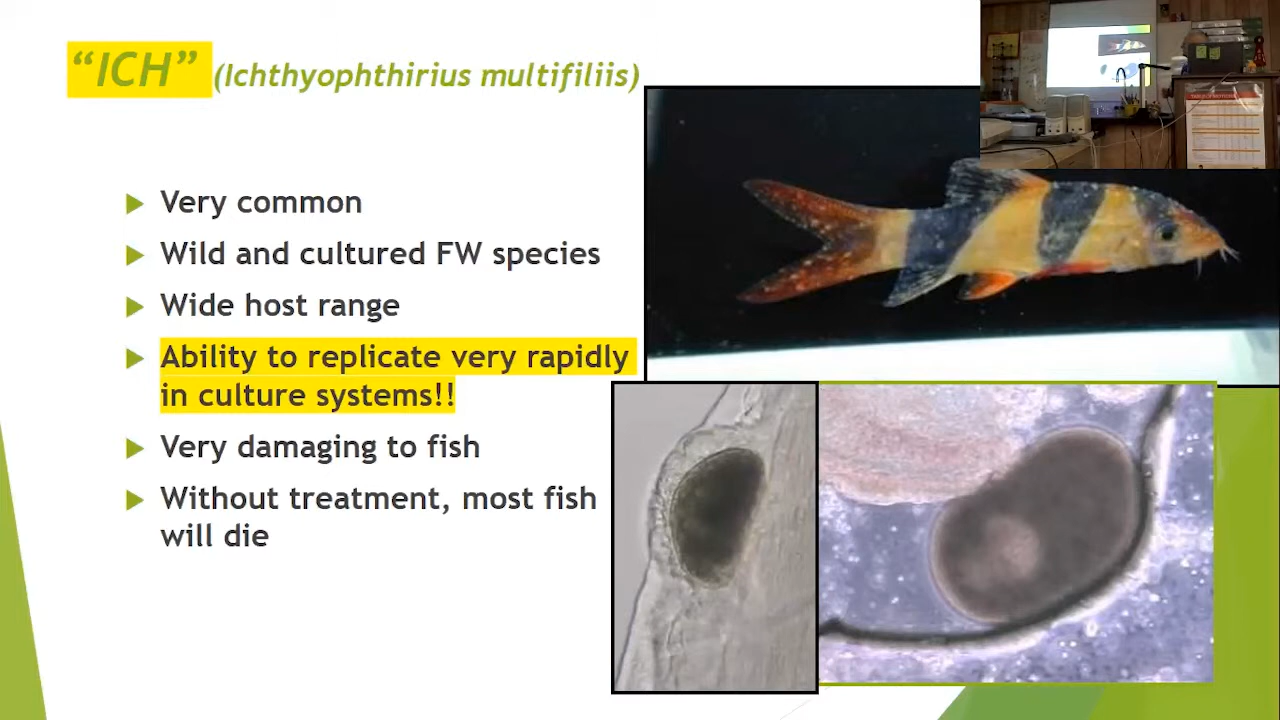 “ICH” (Ichthyophthirius multifiliis)
Very common
Wild and cultured FW species
Wide host range
Ability to replicate very rapidly
in culture systems!!
Very damaging to fish
Without treatment, most fish
will die